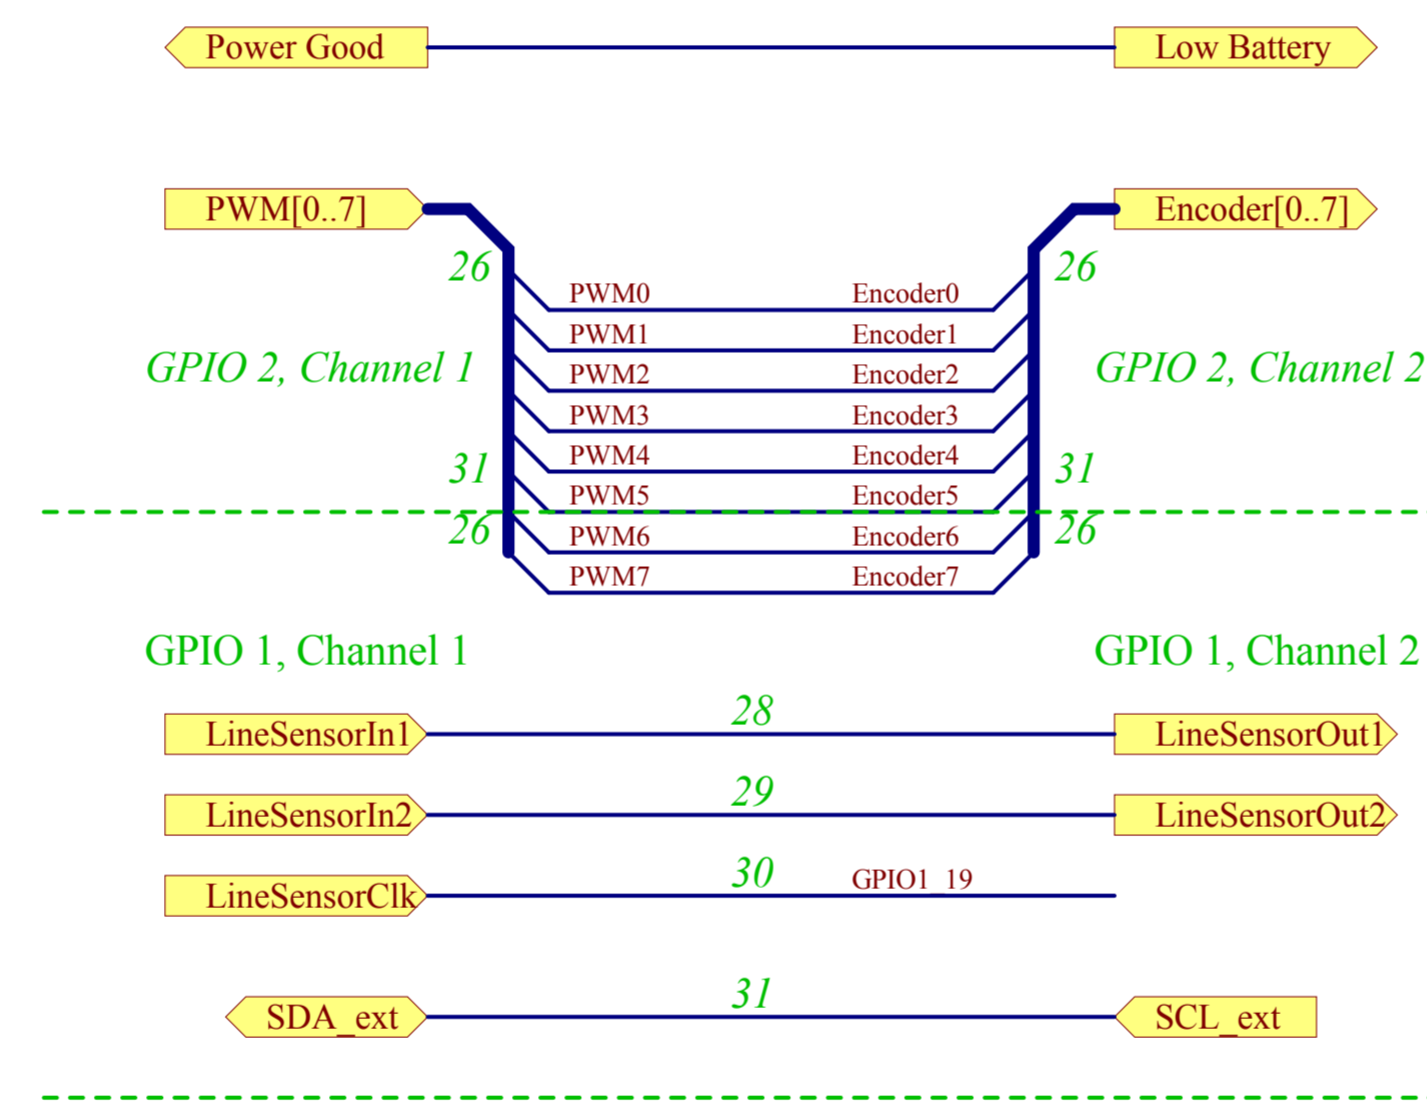 Power Good Low Battery
PWM[0..7] Encoder[0..7]
26 26
PWM0 Encoder0
PWM1 Encoder1
GPIO 2, Channel 1 PWM2 Encoder2 GPIO 2, Channel 2
PWM3 Encoder3
PWM4 Encoder4
31 31
PWM5 Encoder5
26 PWM6 Encoder6 26
PWM7 Encoder7
GPIO 1, Channel 1 GPIO 1, Channel 2
28
LineSensorIn1 LineSensorOut1
29
LineSensorIn2 LineSensorOut2
30 GPIO1_19
LineSensorClk
31
SDA_ext SCL_ext